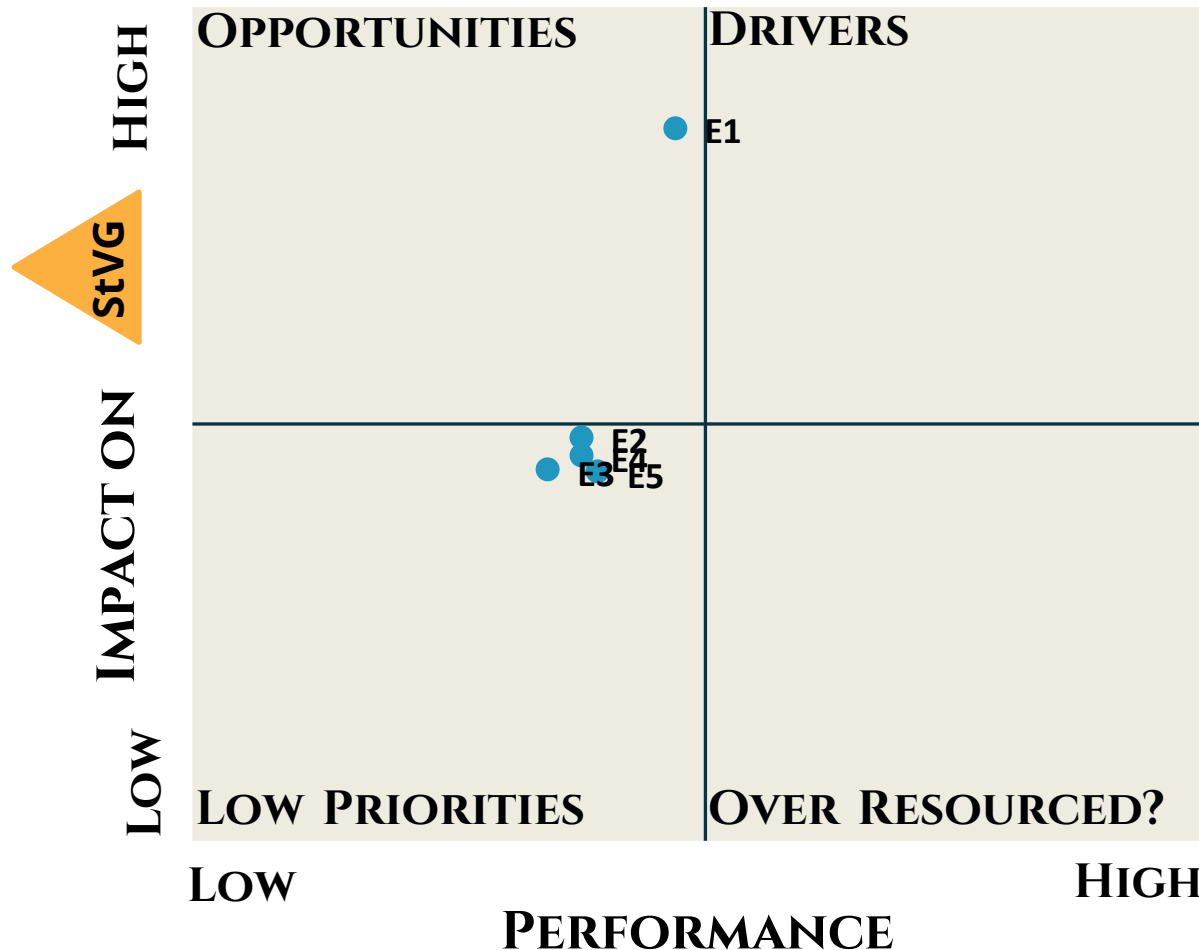 Opportunities
Drivers
High
E1
StVG
Impact on
E2
E4
E3
E5
Low
Low Priorities
Over Resourced?
Low
High
Performance